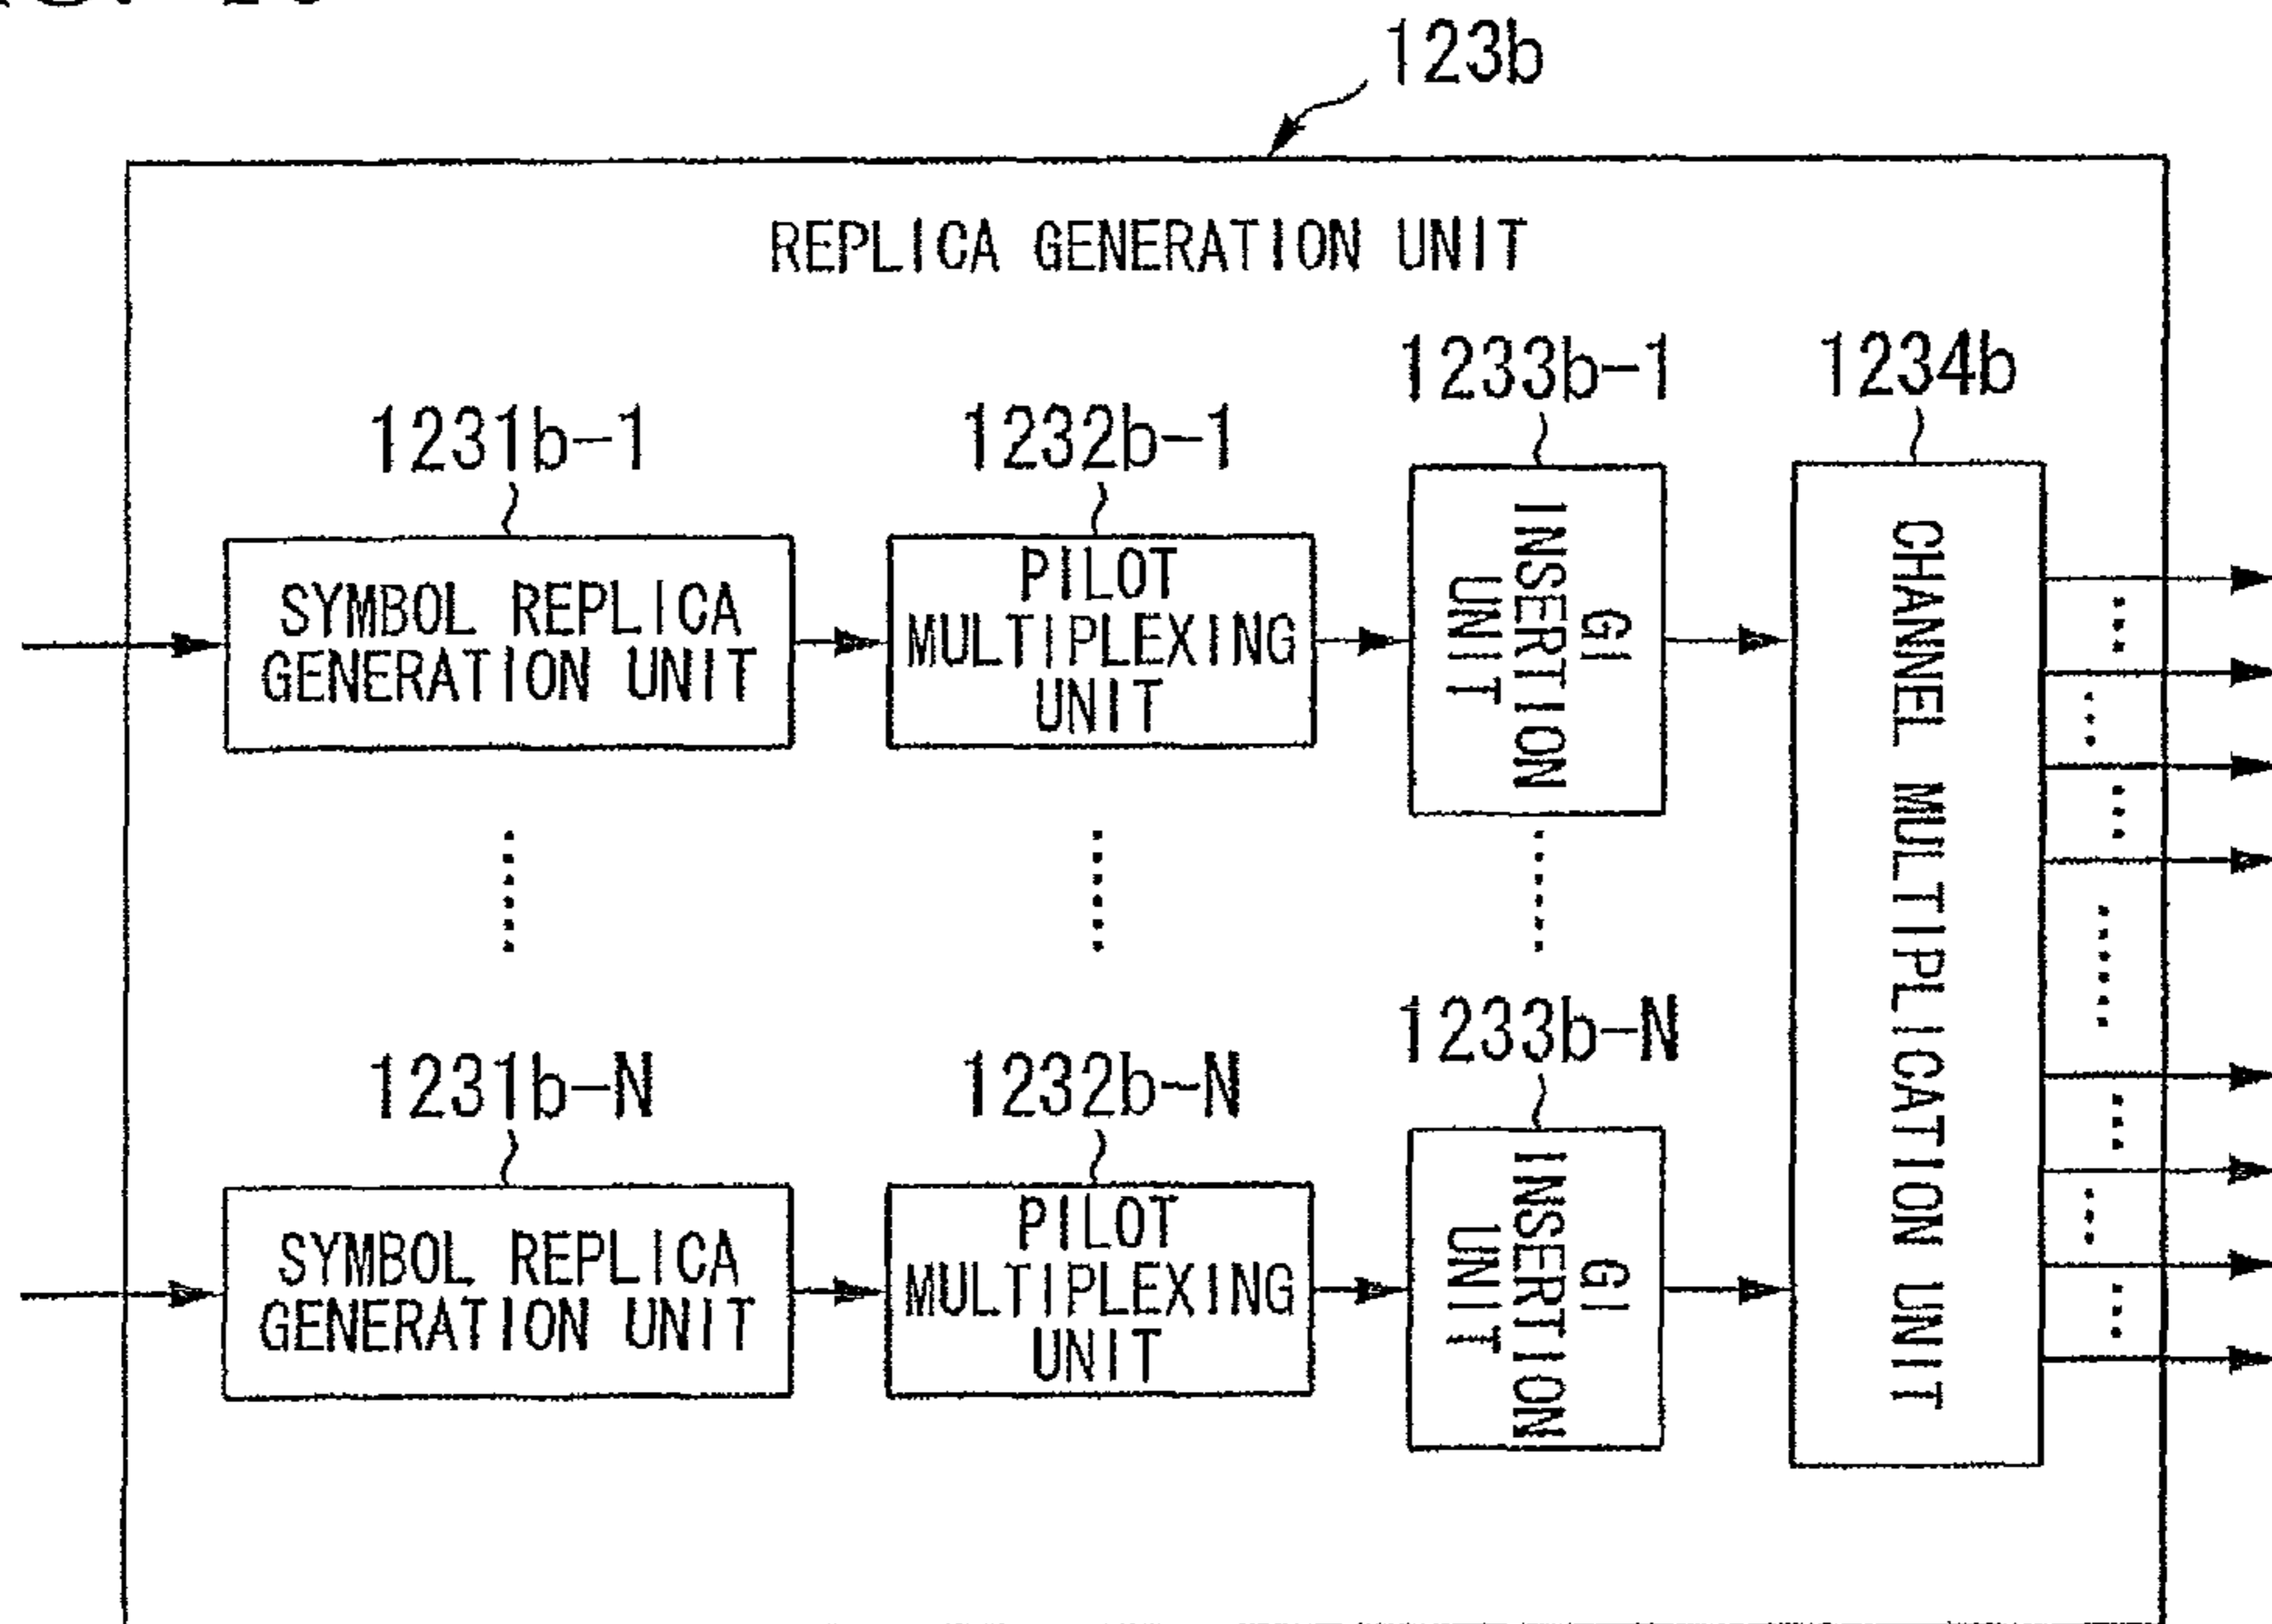 123b
REPLICA GENERATION UNIT
1233b-1
1234b
1231b-1
1232b-1
SYMBOL REPLICA
GENERATION UNIT
PILOT
MULTIPLEXING
UNIT
GI
INSERTION
UNIT
CHANNEL MULTIPLICATION UNIT
1233b-N
1231b-N
1232b-N
SYMBOL REPLICA
GENERATION UNIT
PILOT
MULTIPLEXING
UNIT
GI
INSERTION
UNIT